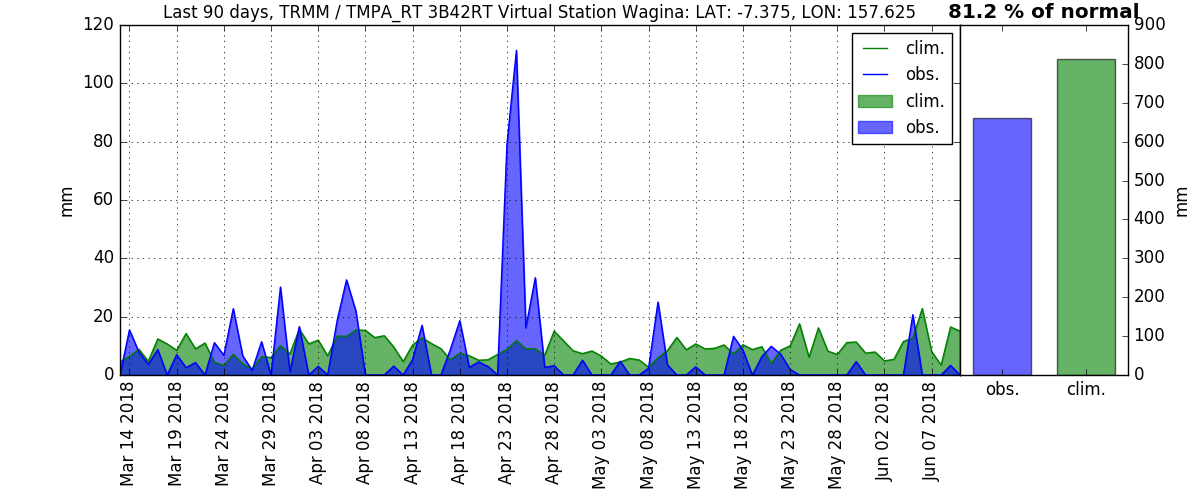 Last 90 days, TRMM / TMPA_RT 3B42RT Virtual Station Wagina: LAT: -7.375, LON: 157.625
81.2 % of normal
120
100
80
60
40
20
0
mm
clim.
obs.
clim.
obs.
900
800
700
600
500
400
300
200
100
0
mm
Mar 14 2018
Mar 19 2018
Mar 24 2018
Mar 29 2018
Apr 03 2018
Apr 08 2018
Apr 13 2018
Apr 18 2018
Apr 23 2018
Apr 28 2018
May 03 2018
May 08 2018
May 13 2018
May 18 2018
May 23 2018
May 28 2018
Jun 02 2018
Jun 07 2018
obs.
clim.